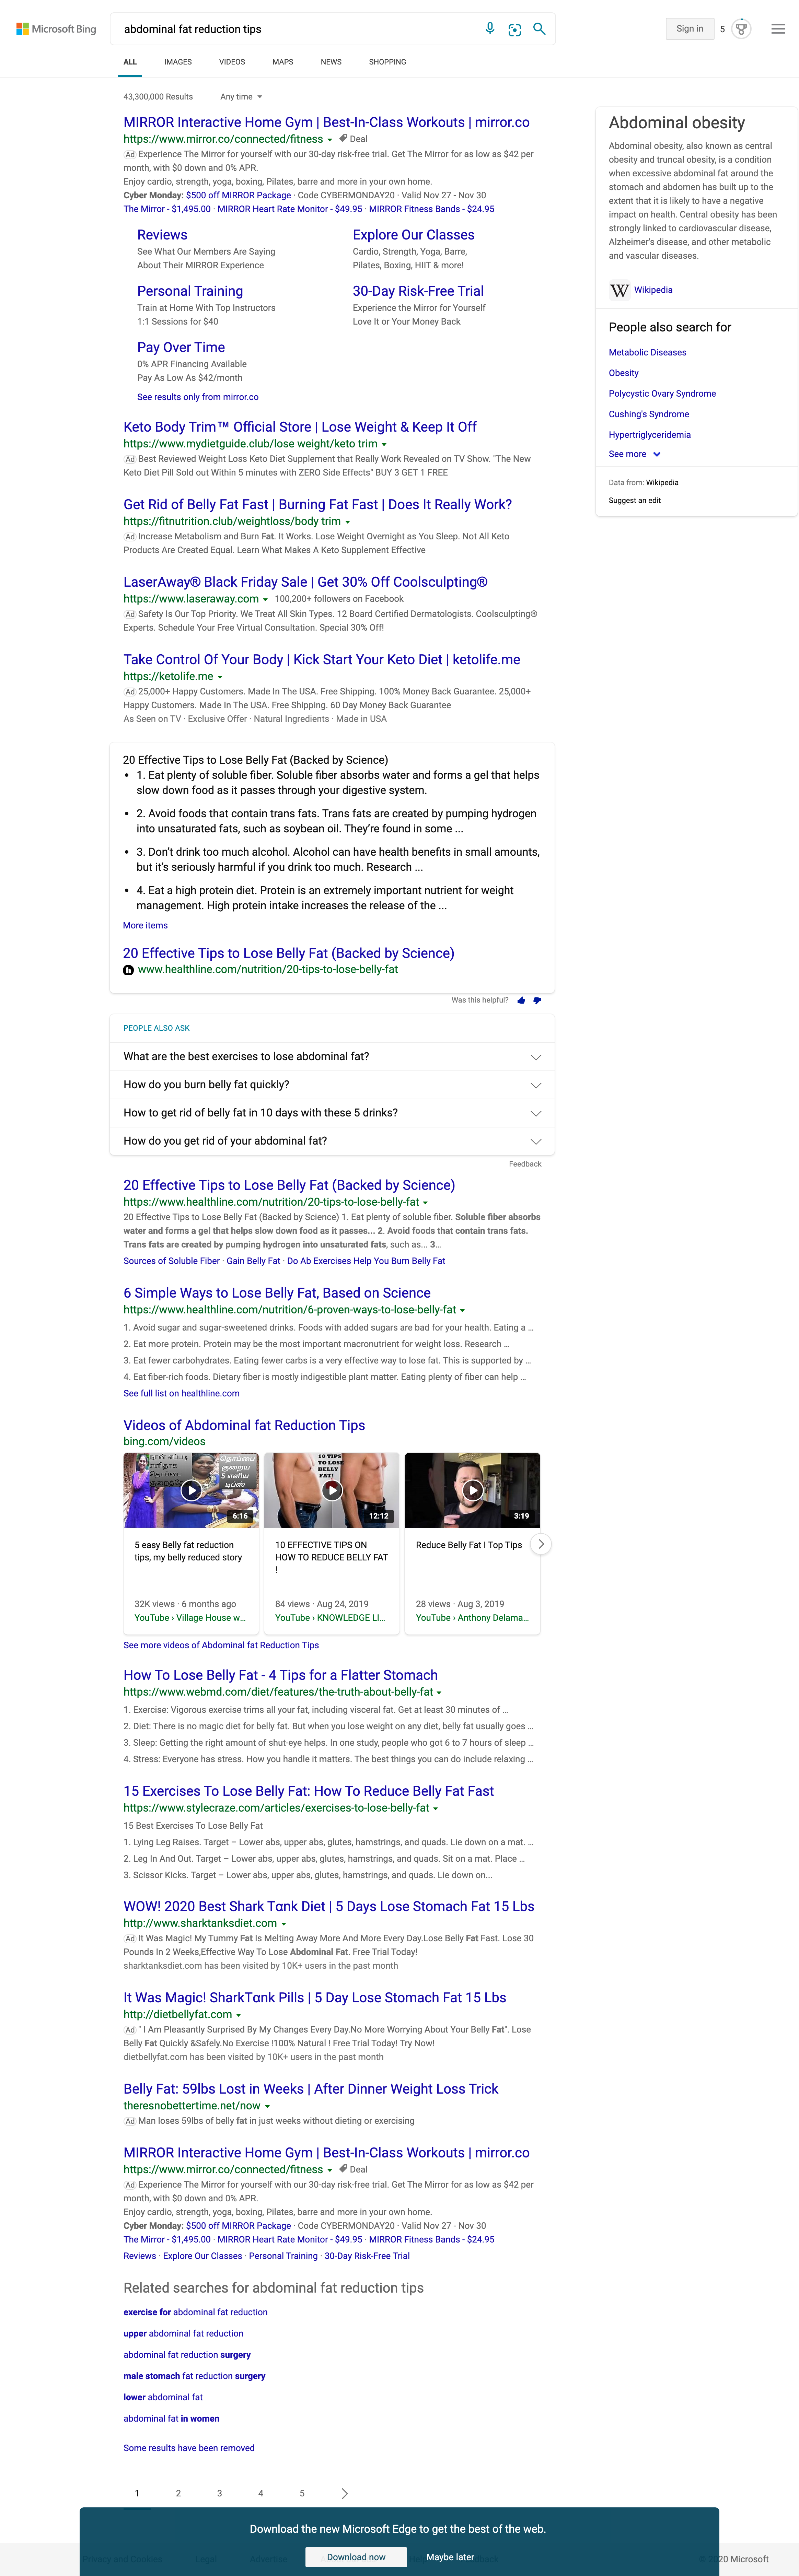 Microsoft Bing
abdominal fat reduction tips
Sign in
5
ALL
IMAGES
VIDEOS
MAPS
NEWS
SHOPPING
43,300,000 Results
Any time
MIRROR Interactive Home Gym | Best-In-Class Workouts | mirror.co
https://www.mirror.co/connected/fitness
Deal
Ad Experience The Mirror for yourself with our 30-day risk-free trial. Get The Mirror for as low as $42 per
month, with $0 down and 0% APR.
Enjoy cardio, strength, yoga, boxing, Pilates, barre and more in your own home.
Cyber Monday: $500 off MIRROR Package · Code CYBERMONDAY20 · Valid Nov 27 - Nov 30
The Mirror - $1,495.00 · MIRROR Heart Rate Monitor - $49.95 · MIRROR Fitness Bands - $24.95
Reviews
See What Our Members Are Saying
About Their MIRROR Experience
Explore Our Classes
Cardio, Strength, Yoga, Barre,
Pilates, Boxing, HIIT & more!
Personal Training
Train at Home With Top Instructors
1:1 Sessions for $40
30-Day Risk-Free Trial
Experience the Mirror for Yourself
Love It or Your Money Back
Pay Over Time
0% APR Financing Available
Pay As Low As $42/month
See results only from mirror.co
Keto Body Trim™ Official Store | Lose Weight & Keep It Off
https://www.mydietguide.club/lose weight/keto trim
Ad Best Reviewed Weight Loss Keto Diet Supplement that Really Work Revealed on TV Show. "The New
Keto Diet Pill Sold out Within 5 minutes with ZERO Side Effects" BUY 3 GET 1 FREE
Get Rid of Belly Fat Fast | Burning Fat Fast | Does It Really Work?
https://fitnutrition.club/weightloss/body trim
Ad Increase Metabolism and Burn Fat. It Works. Lose Weight Overnight as You Sleep. Not All Keto
Products Are Created Equal. Learn What Makes A Keto Supplement Effective
LaserAway® Black Friday Sale | Get 30% Off Coolsculpting®
https://www.laseraway.com
100,200+ followers on Facebook
Ad Safety Is Our Top Priority. We Treat All Skin Types. 12 Board Certified Dermatologists. Coolsculpting®
Experts. Schedule Your Free Virtual Consultation. Special 30% Off!
Take Control Of Your Body | Kick Start Your Keto Diet | ketolife.me
https://ketolife.me
Ad 25,000+ Happy Customers. Made In The USA. Free Shipping. 100% Money Back Guarantee. 25,000+
Happy Customers. Made In The USA. Free Shipping. 60 Day Money Back Guarantee
As Seen on TV · Exclusive Offer · Natural Ingredients · Made in USA
20 Effective Tips to Lose Belly Fat (Backed by Science)
• 1. Eat plenty of soluble fiber. Soluble fiber absorbs water and forms a gel that helps
slow down food as it passes through your digestive system.
• 2. Avoid foods that contain trans fats. Trans fats are created by pumping hydrogen
into unsaturated fats, such as soybean oil. They're found in some ...
• 3. Don't drink too much alcohol. Alcohol can have health benefits in small amounts,
but it's seriously harmful if you drink too much. Research ...
• 4. Eat a high protein diet. Protein is an extremely important nutrient for weight
management. High protein intake increases the release of the ...
More items
20 Effective Tips to Lose Belly Fat (Backed by Science)
www.healthline.com/nutrition/20-tips-to-lose-belly-fat
Was this helpful?
PEOPLE ALSO ASK
What are the best exercises to lose abdominal fat?
How do you burn belly fat quickly?
How to get rid of belly fat in 10 days with these 5 drinks?
How do you get rid of your abdominal fat?
Feedback
20 Effective Tips to Lose Belly Fat (Backed by Science)
https://www.healthline.com/nutrition/20-tips-to-lose-belly-fat
20 Effective Tips to Lose Belly Fat (Backed by Science) 1. Eat plenty of soluble fiber. Soluble fiber absorbs
water and forms a gel that helps slow down food as it passes... 2. Avoid foods that contain trans fats.
Trans fats are created by pumping hydrogen into unsaturated fats, such as... 3...
Sources of Soluble Fiber · Gain Belly Fat · Do Ab Exercises Help You Burn Belly Fat
6 Simple Ways to Lose Belly Fat, Based on Science
https://www.healthline.com/nutrition/6-proven-ways-to-lose-belly-fat
1. Avoid sugar and sugar-sweetened drinks. Foods with added sugars are bad for your health. Eating a ...
2. Eat more protein. Protein may be the most important macronutrient for weight loss. Research ...
3. Eat fewer carbohydrates. Eating fewer carbs is a very effective way to lose fat. This is supported by ...
4. Eat fiber-rich foods. Dietary fiber is mostly indigestible plant matter. Eating plenty of fiber can help ...
See full list on healthline.com
Videos of Abdominal fat Reduction Tips
bing.com/videos
6:16
10 TIPS
TO LOSE
BELLY
FAT!
12:12
3:19
5 easy Belly fat reduction
tips, my belly reduced story
32K views · 6 months ago
YouTube › Village House w...
10 EFFECTIVE TIPS ON
HOW TO REDUCE BELLY FAT
!
84 views · Aug 24, 2019
YouTube › KNOWLEDGE LI...
Reduce Belly Fat I Top Tips
28 views · Aug 3, 2019
YouTube › Anthony Delama...
See more videos of Abdominal fat Reduction Tips
How To Lose Belly Fat - 4 Tips for a Flatter Stomach
https://www.webmd.com/diet/features/the-truth-about-belly-fat
1. Exercise: Vigorous exercise trims all your fat, including visceral fat. Get at least 30 minutes of ...
2. Diet: There is no magic diet for belly fat. But when you lose weight on any diet, belly fat usually goes ...
3. Sleep: Getting the right amount of shut-eye helps. In one study, people who got 6 to 7 hours of sleep ...
4. Stress: Everyone has stress. How you handle it matters. The best things you can do include relaxing ...
15 Exercises To Lose Belly Fat: How To Reduce Belly Fat Fast
https://www.stylecraze.com/articles/exercises-to-lose-belly-fat
15 Best Exercises To Lose Belly Fat
1. Lying Leg Raises. Target – Lower abs, upper abs, glutes, hamstrings, and quads. Lie down on a mat. ...
2. Leg In And Out. Target – Lower abs, upper abs, glutes, hamstrings, and quads. Sit on a mat. Place ...
3. Scissor Kicks. Target – Lower abs, upper abs, glutes, hamstrings, and quads. Lie down on...
WOW! 2020 Best Shark Tɑnk Diet | 5 Days Lose Stomach Fat 15 Lbs
http://www.sharktanksdiet.com
Ad It Was Magic! My Tummy Fat Is Melting Away More And More Every Day.Lose Belly Fat Fast. Lose 30
Pounds In 2 Weeks,Effective Way To Lose Abdominal Fat. Free Trial Today!
sharktanksdiet.com has been visited by 10K+ users in the past month
It Was Magic! SharkTɑnk Pills | 5 Day Lose Stomach Fat 15 Lbs
http://dietbellyfat.com
Ad " I Am Pleasantly Surprised By My Changes Every Day.No More Worrying About Your Belly Fat". Lose
Belly Fat Quickly &Safely.No Exercise !100% Natural ! Free Trial Today! Try Now!
dietbellyfat.com has been visited by 10K+ users in the past month
Belly Fat: 59lbs Lost in Weeks | After Dinner Weight Loss Trick
theresnobettertime.net/now
Ad Man loses 59lbs of belly fat in just weeks without dieting or exercising
MIRROR Interactive Home Gym | Best-In-Class Workouts | mirror.co
https://www.mirror.co/connected/fitness
Deal
Ad Experience The Mirror for yourself with our 30-day risk-free trial. Get The Mirror for as low as $42 per
month, with $0 down and 0% APR.
Enjoy cardio, strength, yoga, boxing, Pilates, barre and more in your own home.
Cyber Monday: $500 off MIRROR Package · Code CYBERMONDAY20 · Valid Nov 27 - Nov 30
The Mirror - $1,495.00 · MIRROR Heart Rate Monitor - $49.95 · MIRROR Fitness Bands - $24.95
Reviews · Explore Our Classes · Personal Training · 30-Day Risk-Free Trial
Related searches for abdominal fat reduction tips
exercise for abdominal fat reduction
upper abdominal fat reduction
abdominal fat reduction surgery
male stomach fat reduction surgery
lower abdominal fat
abdominal fat in women
Some results have been removed
1
2
3
4
5
Abdominal obesity
Abdominal obesity, also known as central
obesity and truncal obesity, is a condition
when excessive abdominal fat around the
stomach and abdomen has built up to the
extent that it is likely to have a negative
impact on health. Central obesity has been
strongly linked to cardiovascular disease,
Alzheimer's disease, and other metabolic
and vascular diseases.
W Wikipedia
People also search for
Metabolic Diseases
Obesity
Polycystic Ovary Syndrome
Cushing's Syndrome
Hypertriglyceridemia
See more
Data from: Wikipedia
Suggest an edit
Download the new Microsoft Edge to get the best of the web.
Download now
Maybe later
20 Microsoft